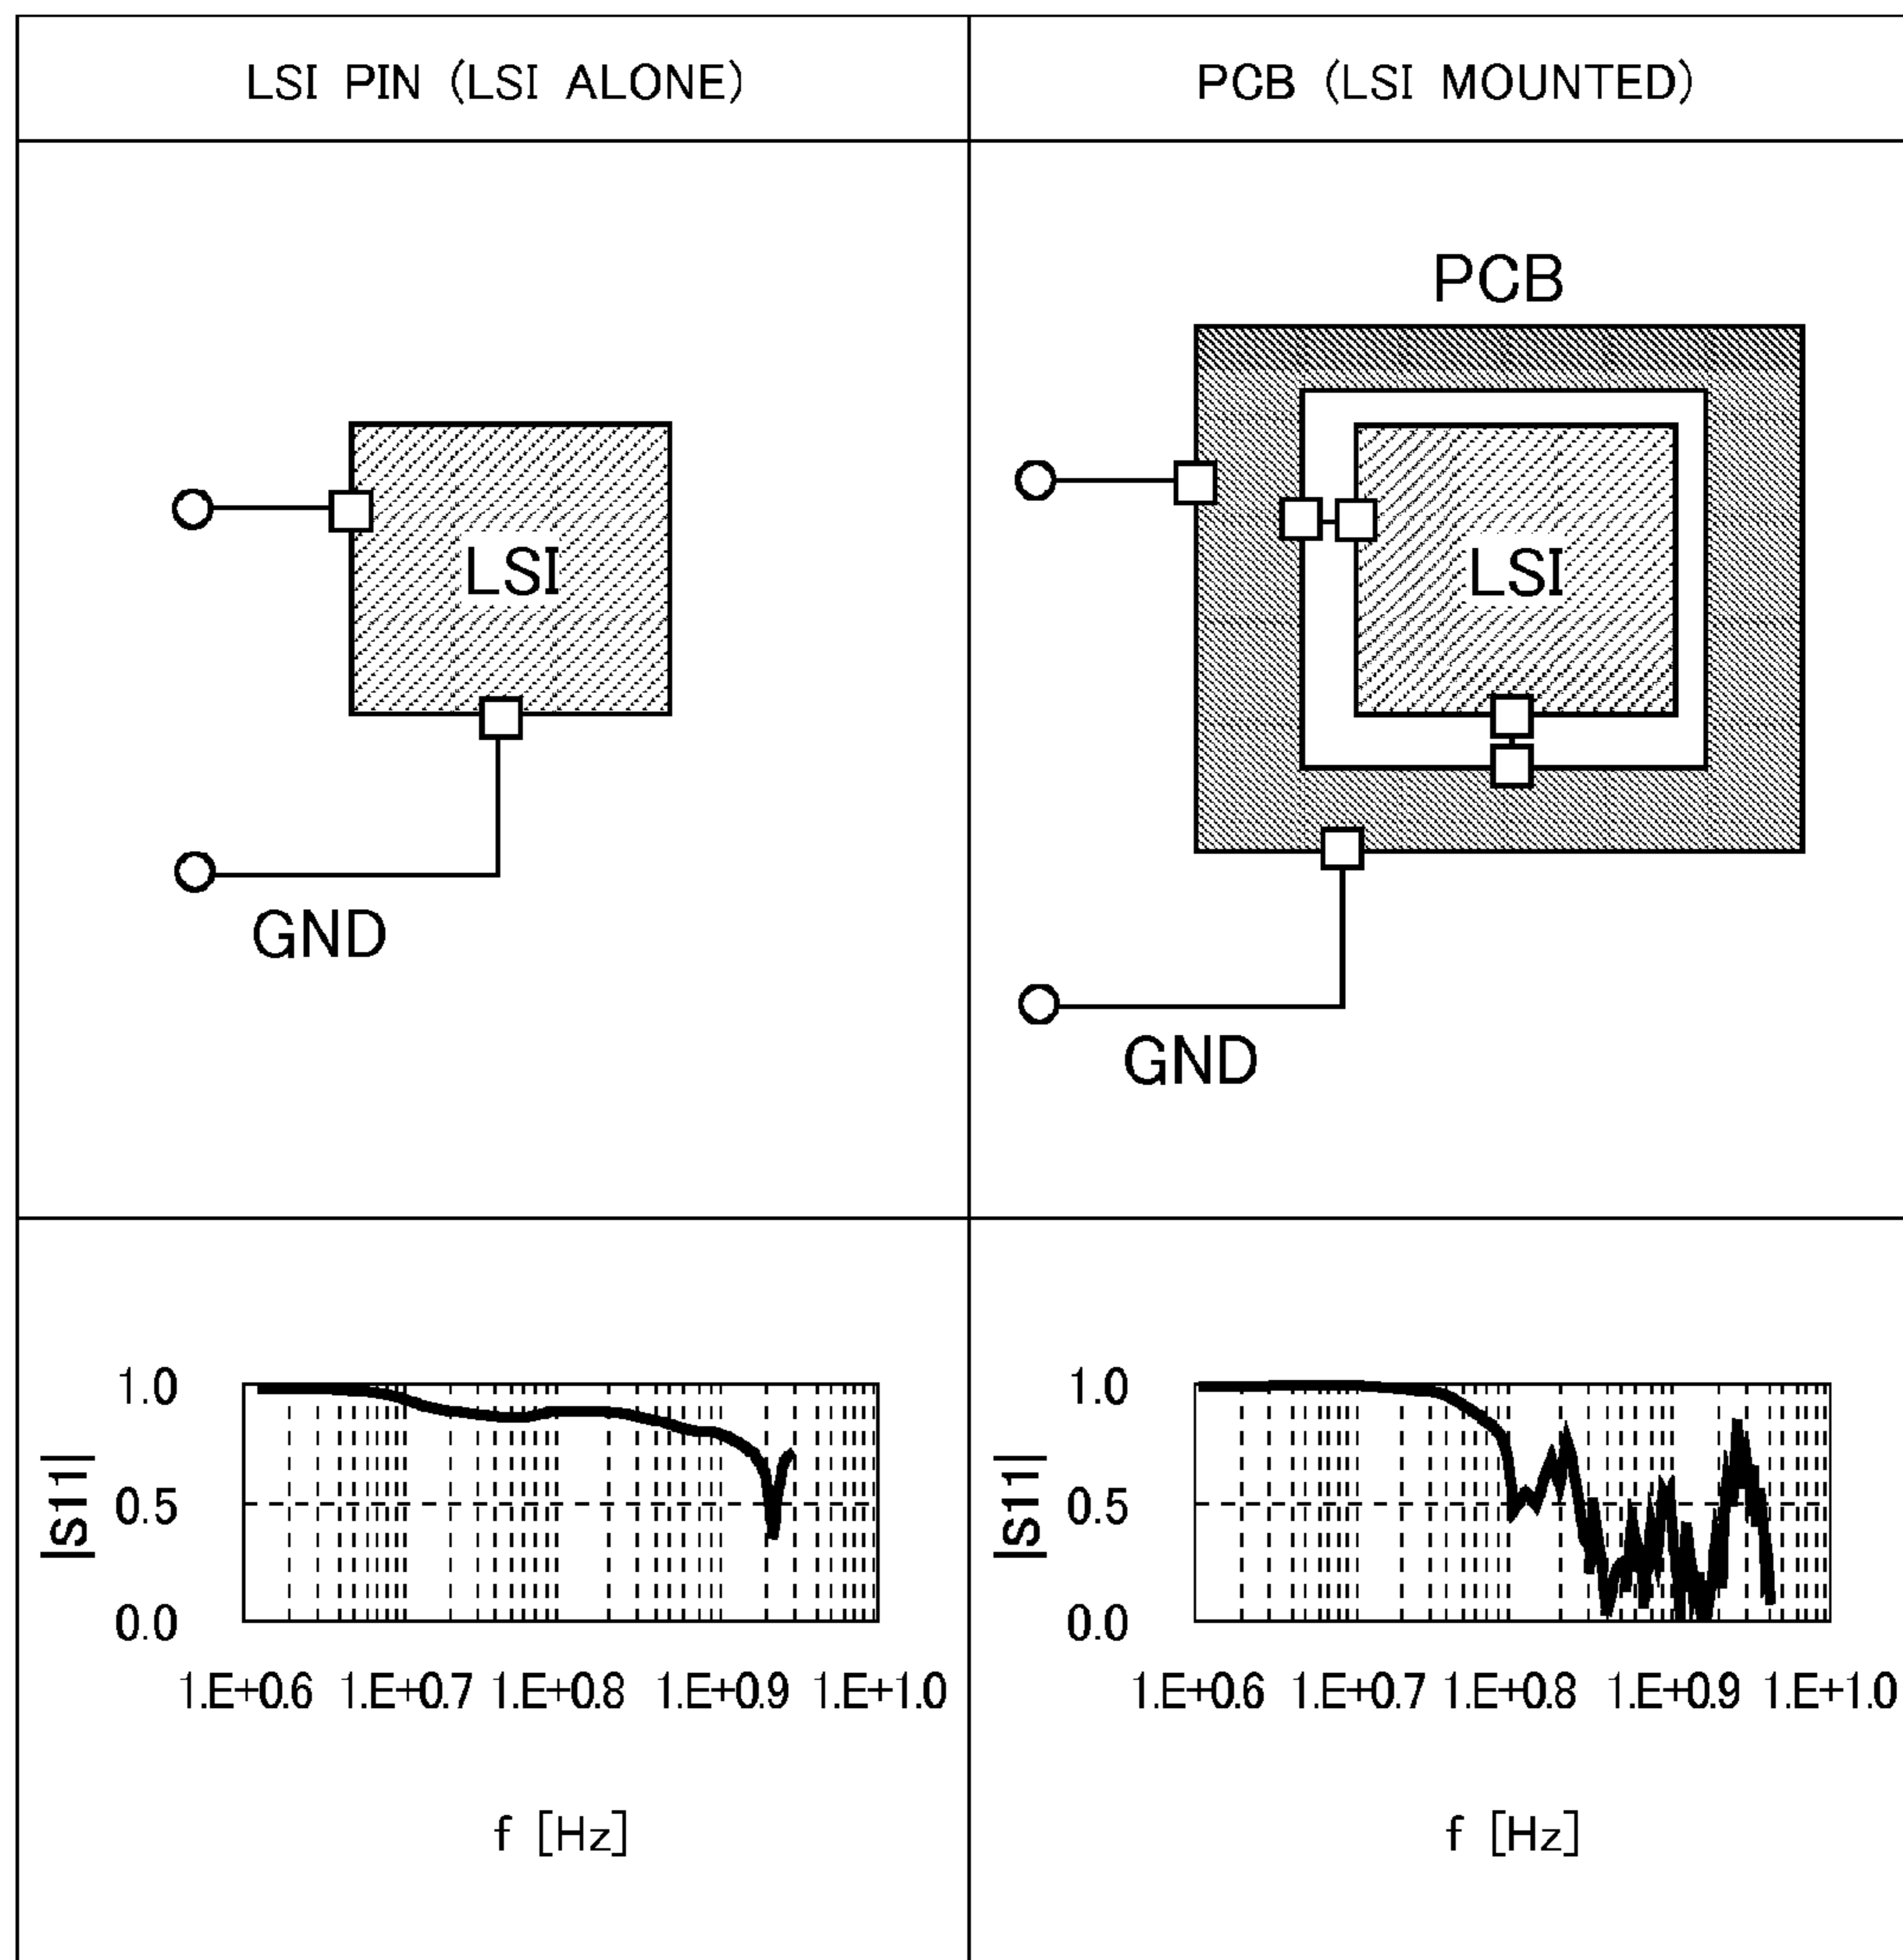 LSI PIN (LSI ALONE)
PCB (LSI MOUNTED)
LSI
GND
PCB
LSI
GND
|S11|
1.0
0.5
0.0
1.E+0.6 1.E+0.7 1.E+0.8 1.E+0.9 1.E+1.0
f [Hz]
|S11|
1.0
0.5
0.0
1.E+0.6 1.E+0.7 1.E+0.8 1.E+0.9 1.E+1.0
f [Hz]